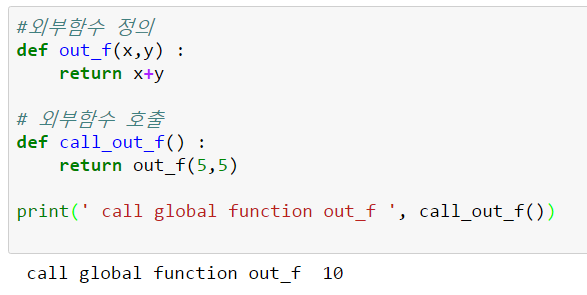 #외부함수 정의
def out_f(x,y) :
    return x+y
# 외부함수 호출
def call_out_f() :
    return out_f(5,5)
print(' call global function out_f ', call_out_f())
 call global function out_f  10